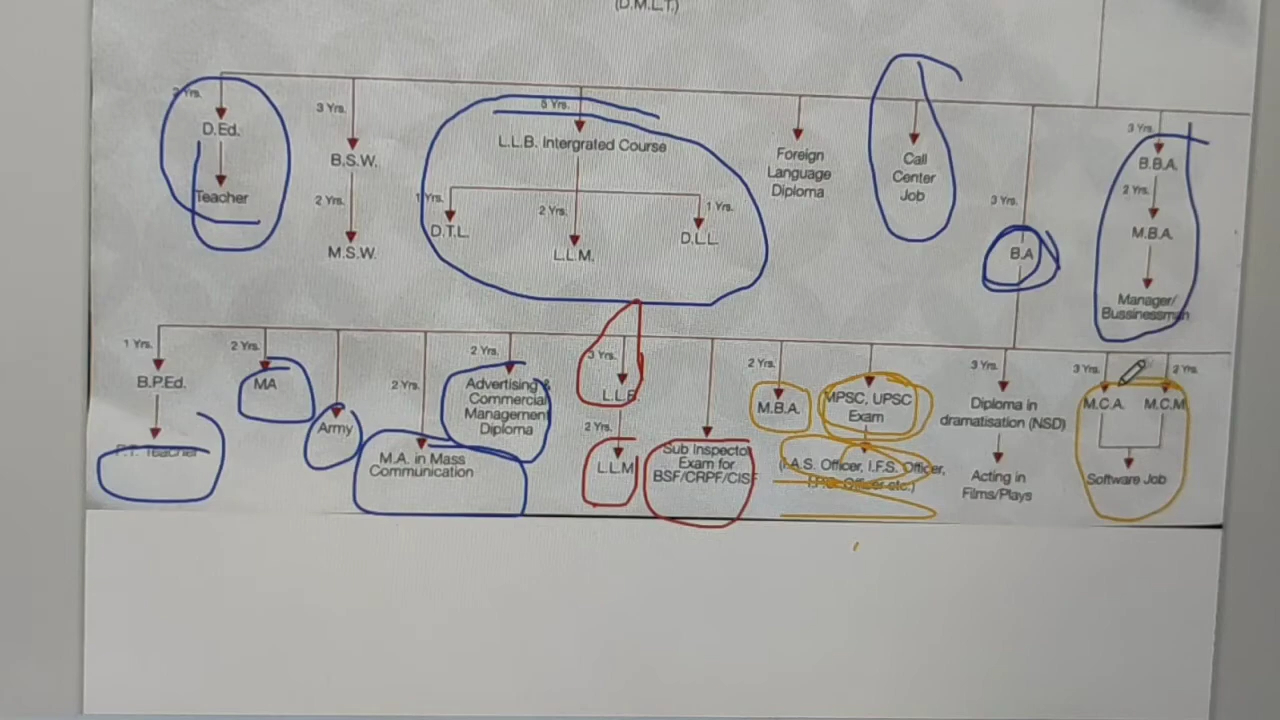 (D.M.L.T.)
2 Yrs.
D.Ed.
Teacher
3 Yrs.
B.S.W.
2 Yrs.
M.S.W.
5 Yrs.
L.L.B. Intergrated Course
1 Yrs.
D.T.L.
2 Yrs.
L.L.M.
1 Yrs.
D.L.L.
Foreign
Language
Diploma
Call
Center
Job
3 Yrs.
B.A
3 Yrs.
B.B.A.
2 Yrs.
M.B.A.
Manager/
Bussinessman
1 Yrs.
B.P.Ed.
P.T. Teacher
2 Yrs.
MA
Army
2 Yrs.
M.A. in Mass
Communication
2 Yrs.
Advertising &
Commercial
Management
Diploma
3 Yrs.
L.L.B.
2 Yrs.
L.L.M
Sub Inspector
Exam for
BSF/CRPF/CISF
2 Yrs.
M.B.A.
MPSC, UPSC
Exam
(I.A.S. Officer, I.F.S. Officer,
I.P.S. Officer etc.)
3 Yrs.
Diploma in
dramatisation (NSD)
Acting in
Films/Plays
3 Yrs.
M.C.A.
2 Yrs.
M.C.M
Software Job